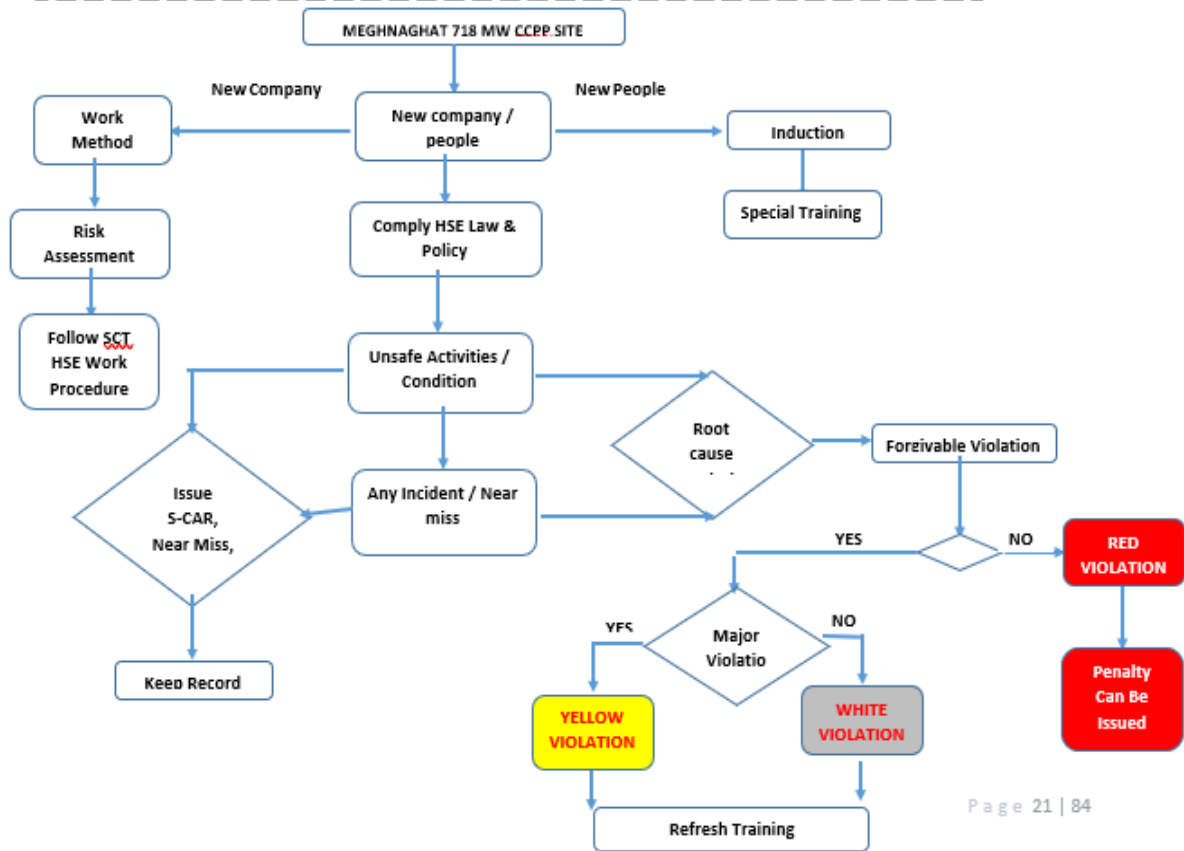 MEGHNAGHAT 718 MW CCPP SITE
New Company
New People
Work
Method
New company /
people
Induction
Risk
Assessment
Comply HSE Law &
Policy
Special Training
Follow SCT
HSE Work
Procedure
Unsafe Activities /
Condition
Root
cause
Forgivable Violation
Issue
S-CAR,
Near Miss,
Any Incident / Near
miss
YES
NO
RED
VIOLATION
YES
NO
Major
Violatio
Keep Record
YELLOW
VIOLATION
WHITE
VIOLATION
Penalty
Can Be
Issued
Refresh Training
Page 21 | 84